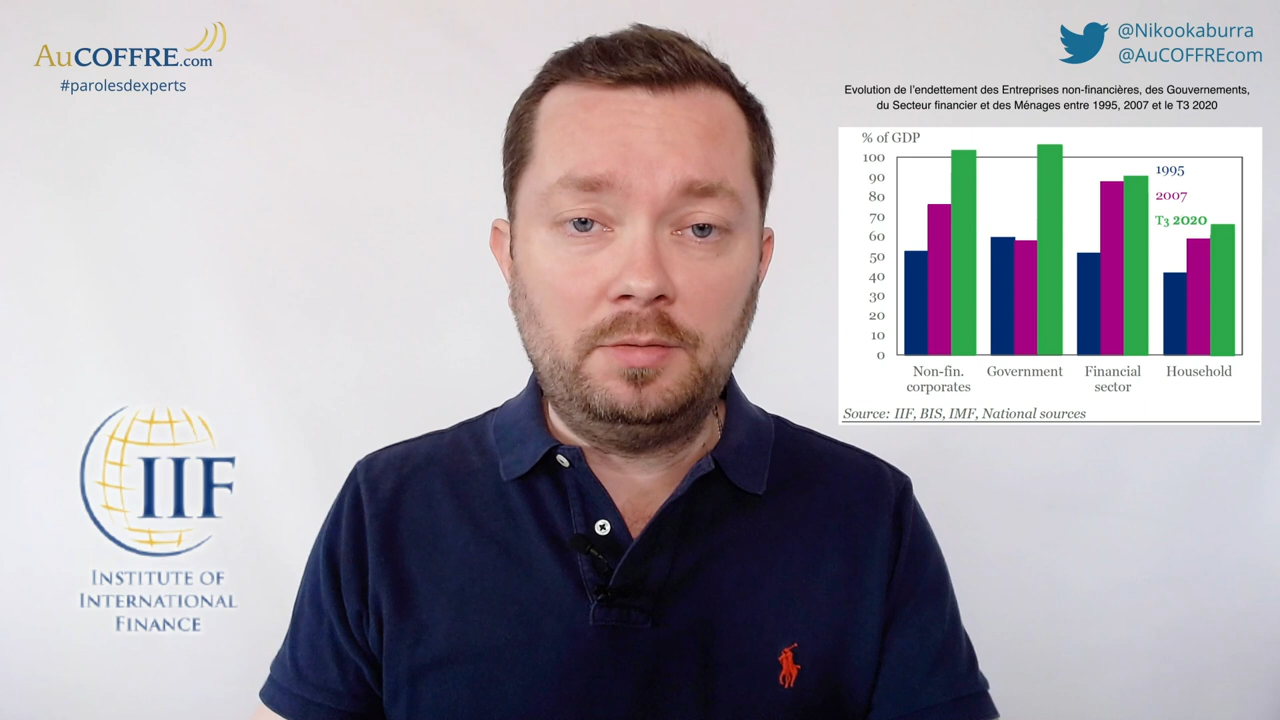 AuCOFFRE.com
#parolesdexperts
@Nikookaburra
@AuCOFFREcom
Evolution de l'endettement des Entreprises non-financières, des Gouvernements,
du Secteur financier et des Ménages entre 1995, 2007 et le T3 2020
% of GDP
100
90
80
70
60
50
40
30
20
10
0
1995
2007
T3 2020
Non-fin.
corporates
Government
Financial
sector
Household
Source: IIF, BIS, IMF, National sources
IIF
INSTITUTE OF
INTERNATIONAL
FINANCE